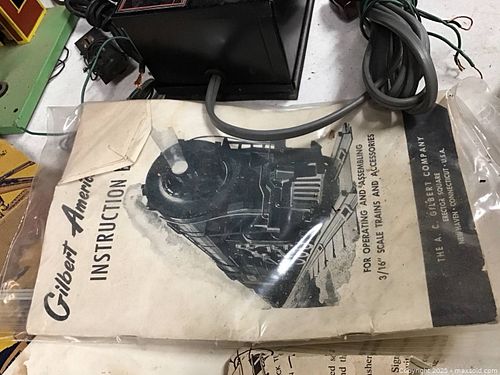 Gilbert Americ
INSTRUCTION B
FOR OPERATING AND ASSEMBLING
3/16" SCALE TRAINS AND ACCESSORIES
THE A. C. GILBERT COMPANY
ERECTOR SQUARE
NEW HAVEN, CONNECTICUT • U.S.A.
Copyright 2025 - maxsold.com